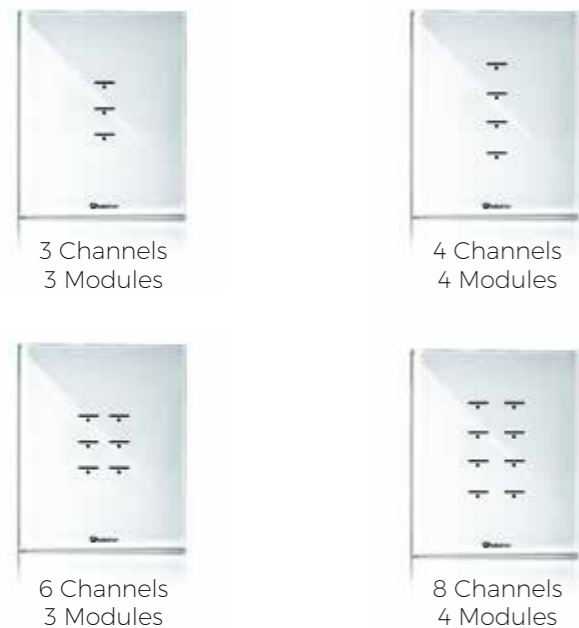 3 Channels
3 Modules
4 Channels
4 Modules
6 Channels
3 Modules
8 Channels
4 Modules